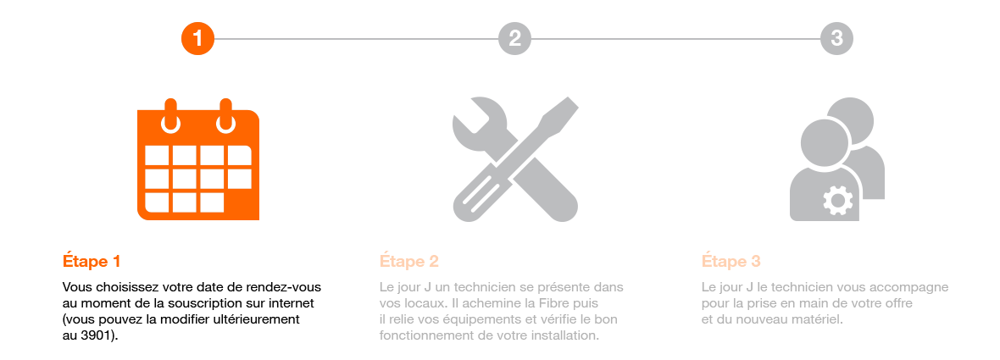 1
2
3
Étape 1
Vous choisissez votre date de rendez-vous
au moment de la souscription sur internet
(vous pouvez la modifier ultérieurement
au 3901).
Étape 2
Le jour J un technicien se présente dans
vos locaux. Il achemine la Fibre puis
il relie vos équipements et vérifie le bon
fonctionnement de votre installation.
Étape 3
Le jour J le technicien vous accompagne
pour la prise en main de votre offre
et du nouveau matériel.